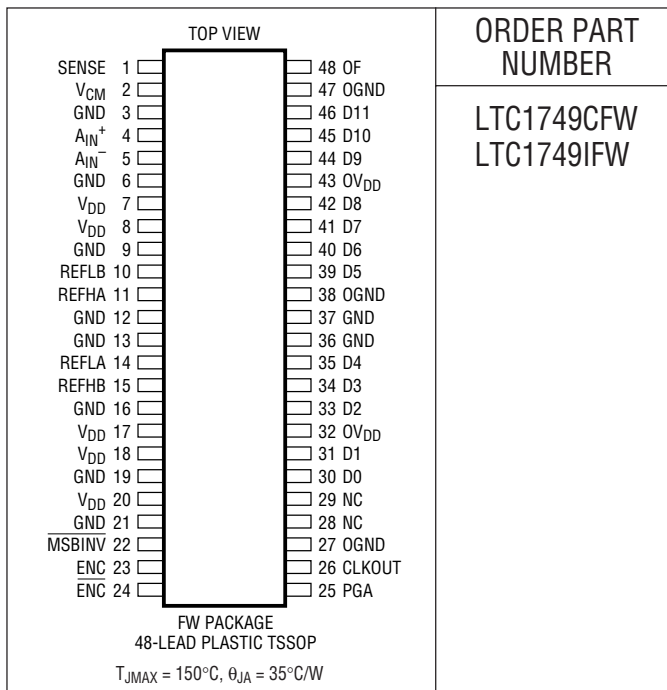 TOP VIEW
SENSE 1
VCM 2
GND 3
AIN+ 4
AIN− 5
GND 6
VDD 7
VDD 8
GND 9
REFLB 10
REFHA 11
GND 12
GND 13
REFLA 14
REFHB 15
GND 16
VDD 17
VDD 18
GND 19
VDD 20
GND 21
MSBINV 22
ENC 23
ENC 24
48 OF
47 OGND
46 D11
45 D10
44 D9
43 OVDD
42 D8
41 D7
40 D6
39 D5
38 OGND
37 GND
36 GND
35 D4
34 D3
33 D2
32 OVDD
31 D1
30 D0
29 NC
28 NC
27 OGND
26 CLKOUT
25 PGA
FW PACKAGE
48-LEAD PLASTIC TSSOP
TJMAX = 150°C, θJA = 35°C/W
ORDER PART
NUMBER
LTC1749CFW
LTC1749IFW